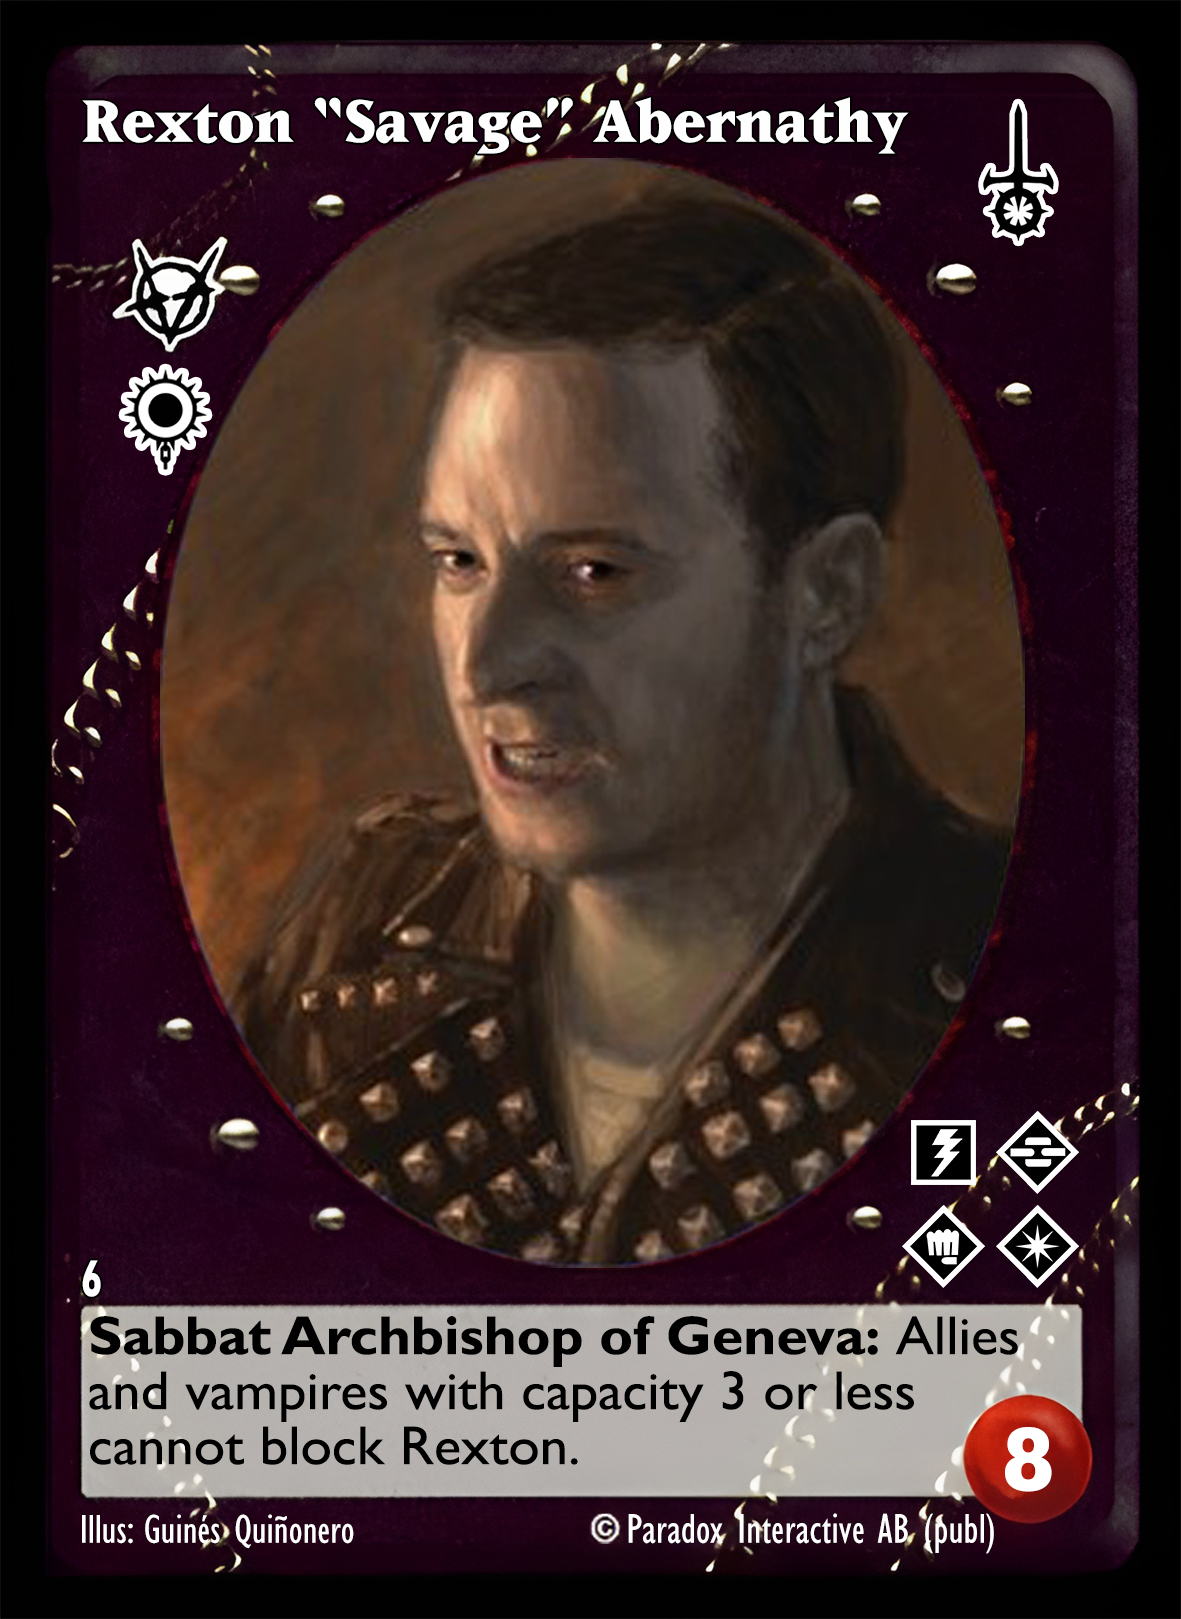 Rexton “Savage” Abernathy
6
Sabbat Archbishop of Geneva: Allies
and vampires with capacity 3 or less
cannot block Rexton.
8
Illus: Guinés Quiñonero
© Paradox Interactive AB (publ)